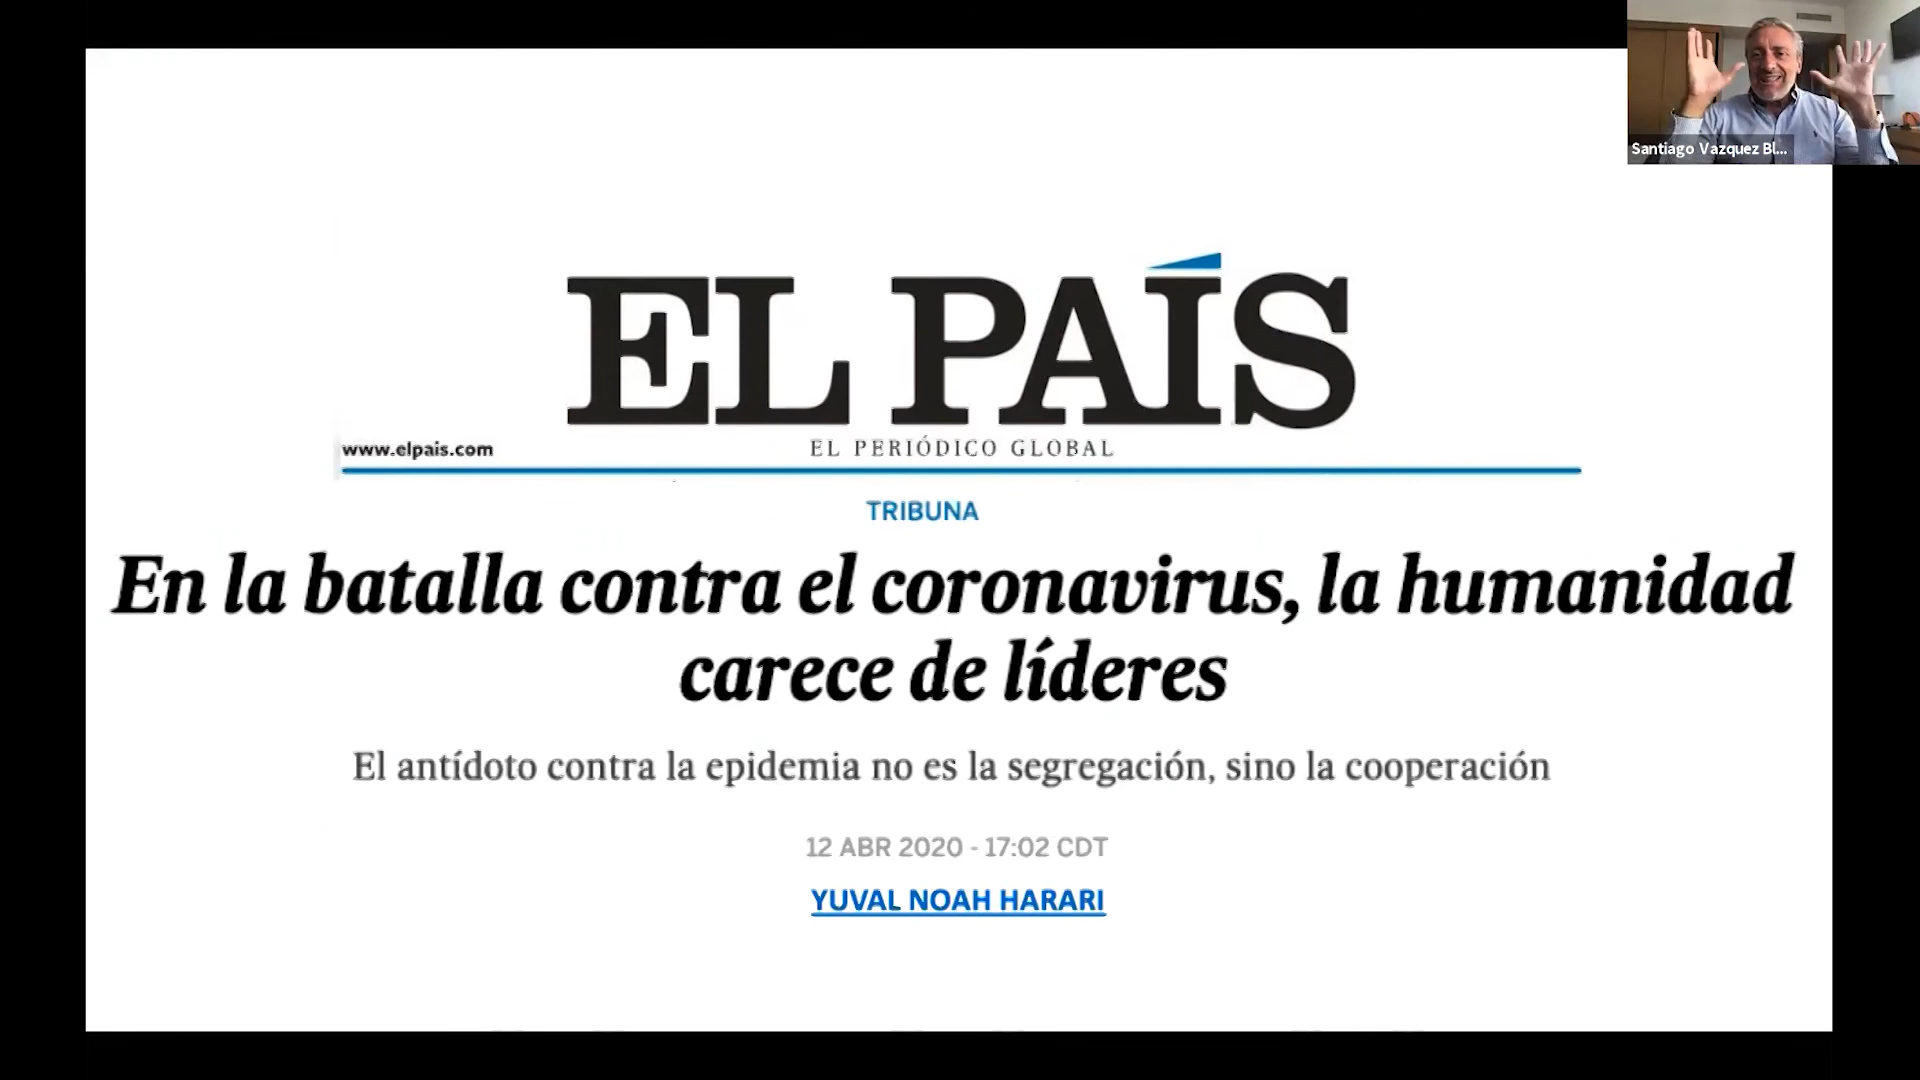 Santiago Vazquez Bl...
EL PAÍS
www.elpais.com
EL PERIÓDICO GLOBAL
TRIBUNA
En la batalla contra el coronavirus, la humanidad
carece de líderes
El antídoto contra la epidemia no es la segregación, sino la cooperación
12 ABR 2020 - 17:02 CDT
YUVAL NOAH HARARI